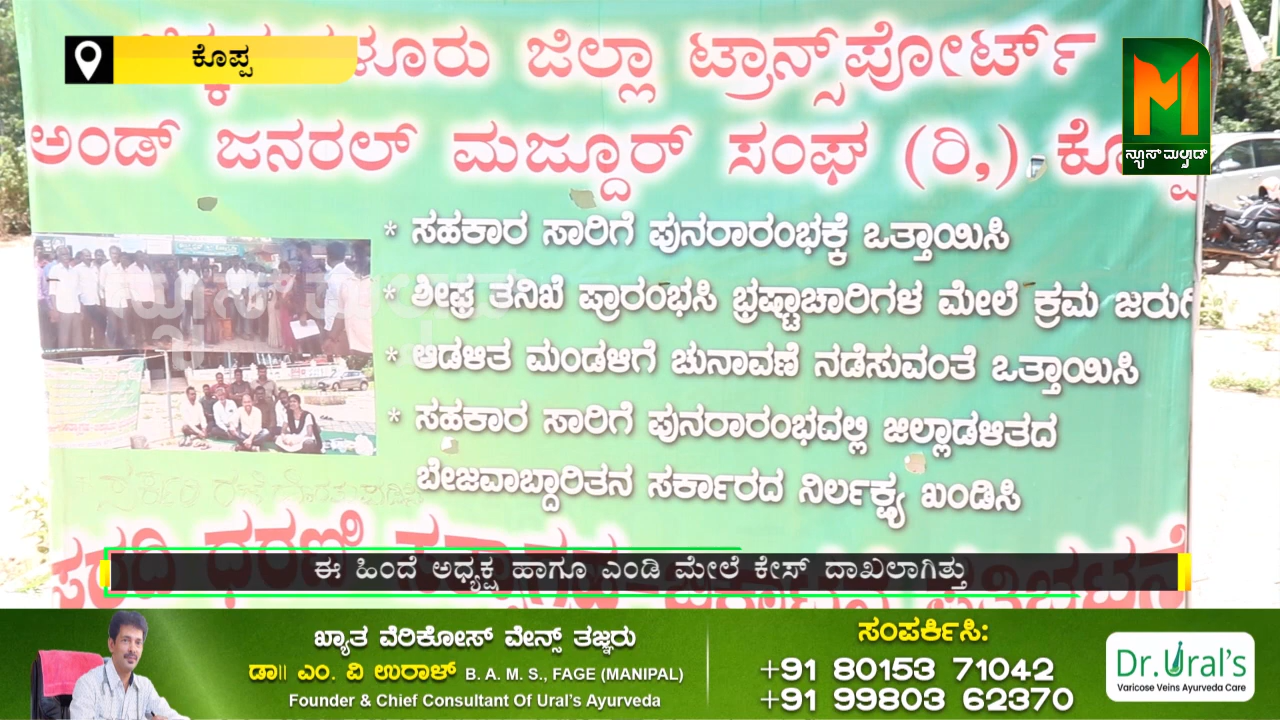 ಕೊಪ್ಪ
ಜಿಲ್ಲಾ ಟ್ರಾನ್ಸ್‌ಪೋರ್ಟ್
ಅಂಡ್ ಜನರಲ್ ಮಜ್ದೂರ್ ಸಂಘ (ರಿ,)
ನ್ಯೂಸ್ ಮಲ್ನಾಡ್
* ಸಹಕಾರ ಸಾರಿಗೆ ಪುನರಾರಂಭಕ್ಕೆ ಒತ್ತಾಯಿಸಿ
* ಶೀಘ್ರ ತನಿಖೆ ಪ್ರಾರಂಭಸಿ ಭ್ರಷ್ಟಾಚಾರಿಗಳ ಮೇಲೆ ಕ್ರಮ
* ಆಡಳಿತ ಮಂಡಳಿಗೆ ಚುನಾವಣೆ ನಡೆಸುವಂತೆ ಒತ್ತಾಯಿಸಿ
* ಸಹಕಾರ ಸಾರಿಗೆ ಪುನರಾರಂಭದಲ್ಲಿ ಜಿಲ್ಲಾಡಳಿತದ
ಬೇಜವಾಬ್ದಾರಿತನ ಸರ್ಕಾರದ ನಿರ್ಲಕ್ಷ್ಯ ಖಂಡಿಸಿ
ಈ ಹಿಂದೆ ಅಧ್ಯಕ್ಷ ಹಾಗೂ ಎಂಡಿ ಮೇಲೆ ಕೇಸ್ ದಾಖಲಾಗಿತ್ತು
ಖ್ಯಾತ ವೆರಿಕೋಸ್ ವೇನ್ಸ್ ತಜ್ಞರು
ಡಾ|| ಎಂ. ವಿ ಉರಾಳ್ B. A. M. S., FAGE (MANIPAL)
Founder & Chief Consultant Of Ural's Ayurveda
ಸಂಪರ್ಕಿಸಿ:
+91 80153 71042
+91 99803 62370
Dr.Ural's
Varicose Veins Ayurveda Care